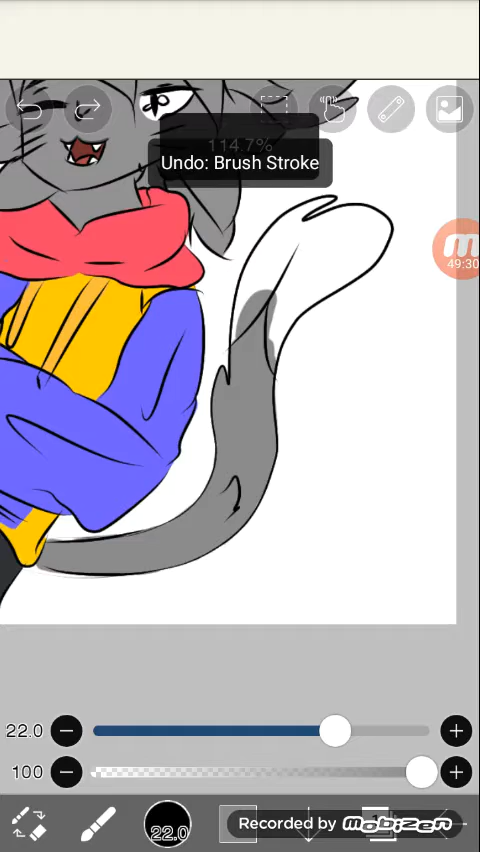 114.7%
Undo: Brush Stroke
49:30
22.0
100
22.0
Recorded by mobizen